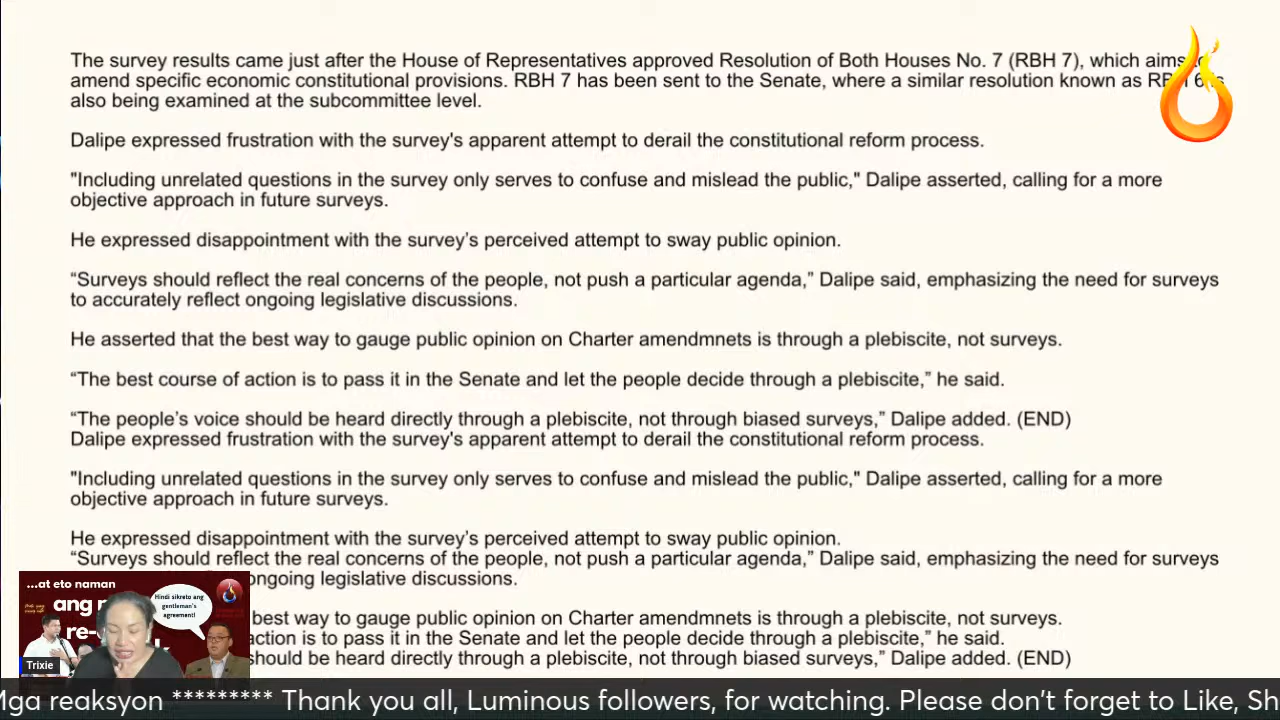 The survey results came just after the House of Representatives approved Resolution of Both Houses No. 7 (RBH 7), which aims
amend specific economic constitutional provisions. RBH 7 has been sent to the Senate, where a similar resolution known as
also being examined at the subcommittee level.
Dalipe expressed frustration with the survey's apparent attempt to derail the constitutional reform process.
"Including unrelated questions in the survey only serves to confuse and mislead the public," Dalipe asserted, calling for a more
objective approach in future surveys.
He expressed disappointment with the survey’s perceived attempt to sway public opinion.
“Surveys should reflect the real concerns of the people, not push a particular agenda,” Dalipe said, emphasizing the need for surveys
to accurately reflect ongoing legislative discussions.
He asserted that the best way to gauge public opinion on Charter amendmnets is through a plebiscite, not surveys.
“The best course of action is to pass it in the Senate and let the people decide through a plebiscite,” he said.
“The people’s voice should be heard directly through a plebiscite, not through biased surveys,” Dalipe added. (END)
Dalipe expressed frustration with the survey's apparent attempt to derail the constitutional reform process.
"Including unrelated questions in the survey only serves to confuse and mislead the public," Dalipe asserted, calling for a more
objective approach in future surveys.
He expressed disappointment with the survey’s perceived attempt to sway public opinion.
“Surveys should reflect the real concerns of the people, not push a particular agenda,” Dalipe said, emphasizing the need for surveys
ongoing legislative discussions.
best way to gauge public opinion on Charter amendmnets is through a plebiscite, not surveys.
action is to pass it in the Senate and let the people decide through a plebiscite,” he said.
should be heard directly through a plebiscite, not through biased surveys,” Dalipe added. (END)
...at eto naman
ang
re-
Hindi sikreto ang
gentleman's
agreement!
Trixie
Mga reaksyon ********* Thank you all, Luminous followers, for watching. Please don't forget to Like, Sh